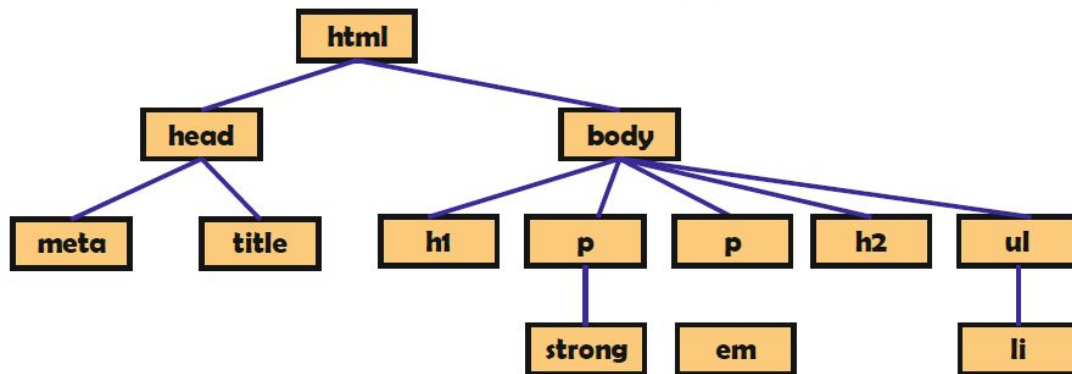 html
head body
meta title h1 p p h2 ul
strong em li